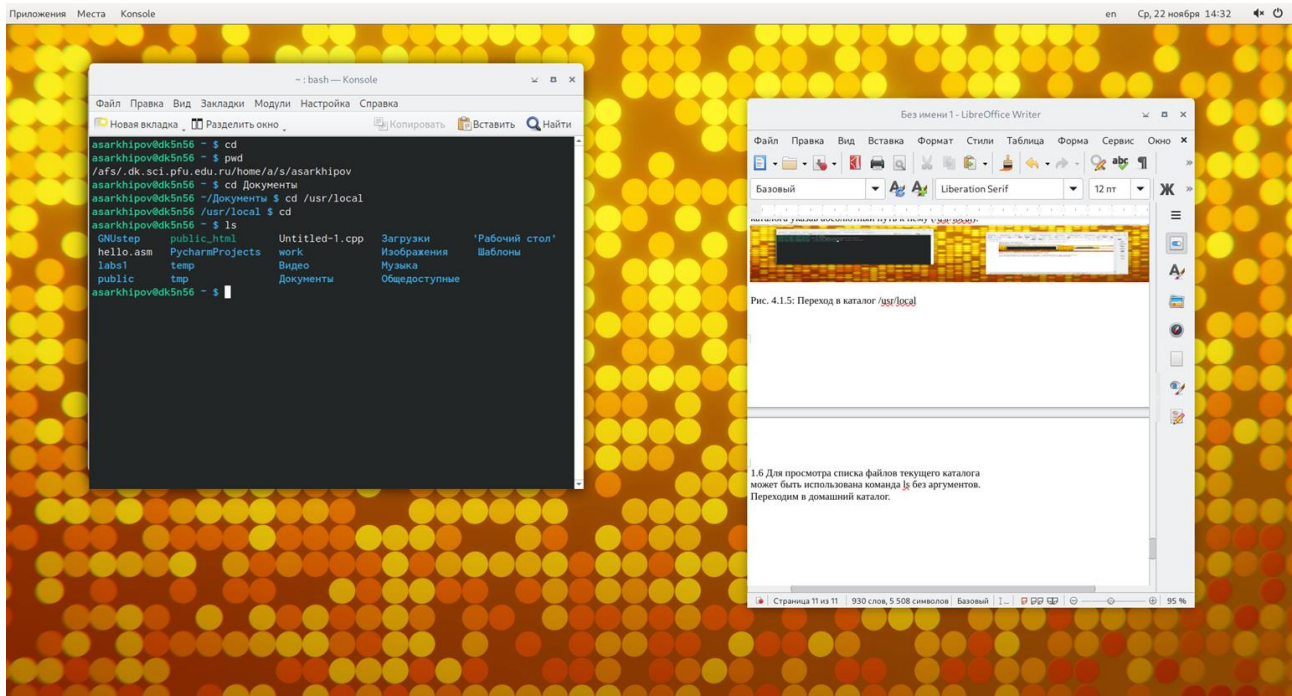 Приложения Места Konsole
en Ср, 22 ноября 14:32
~ : bash — Konsole
Файл Правка Вид Закладки Модули Настройка Справка
Новая вкладка Разделить окно Копировать Вставить Найти
asarkhipov@dk5n56 ~ $ cd
asarkhipov@dk5n56 ~ $ pwd
/afs/.dk.sci.pfu.edu.ru/home/a/s/asarkhipov
asarkhipov@dk5n56 ~ $ cd Документы
asarkhipov@dk5n56 ~/Документы $ cd /usr/local
asarkhipov@dk5n56 /usr/local $ cd
asarkhipov@dk5n56 ~ $ ls
GNUstep public_html Untitled-1.cpp Загрузки 'Рабочий стол'
hello.asm PycharmProjects work Изображения Шаблоны
labs1 temp Видео Музыка
public tmp Документы Общедоступные
asarkhipov@dk5n56 ~ $
Без имени 1 - LibreOffice Writer
Файл Правка Вид Вставка Формат Стили Таблица Форма Сервис Окно
abc
Базовый Liberation Serif 12 пт Ж
Рис. 4.1.5: Переход в каталог /usr/local
1.6 Для просмотра списка файлов текущего каталога
может быть использована команда ls без аргументов.
Переходим в домашний каталог.
Страница 11 из 11 930 слов, 5 508 символов Базовый 95 %